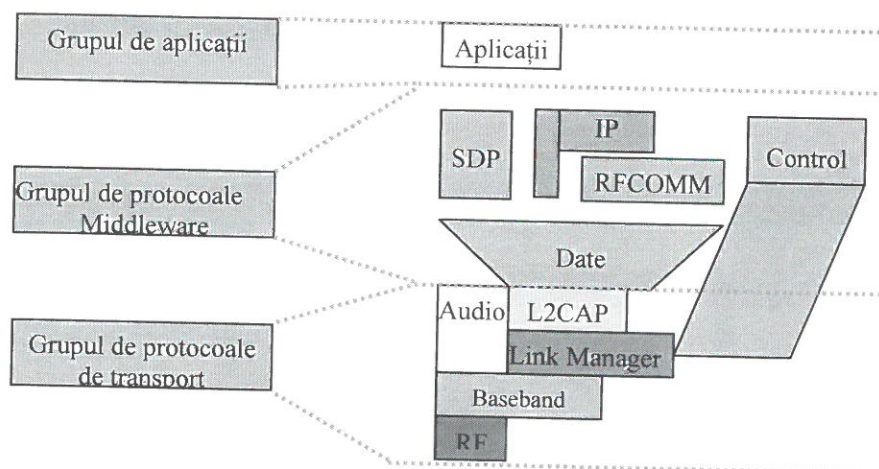 Grupul de aplicații
Aplicații
Grupul de protocoale
Middleware
SDP
IP
RFCOMM
Control
Date
Grupul de protocoale
de transport
Audio
L2CAP
Link Manager
Baseband
RF